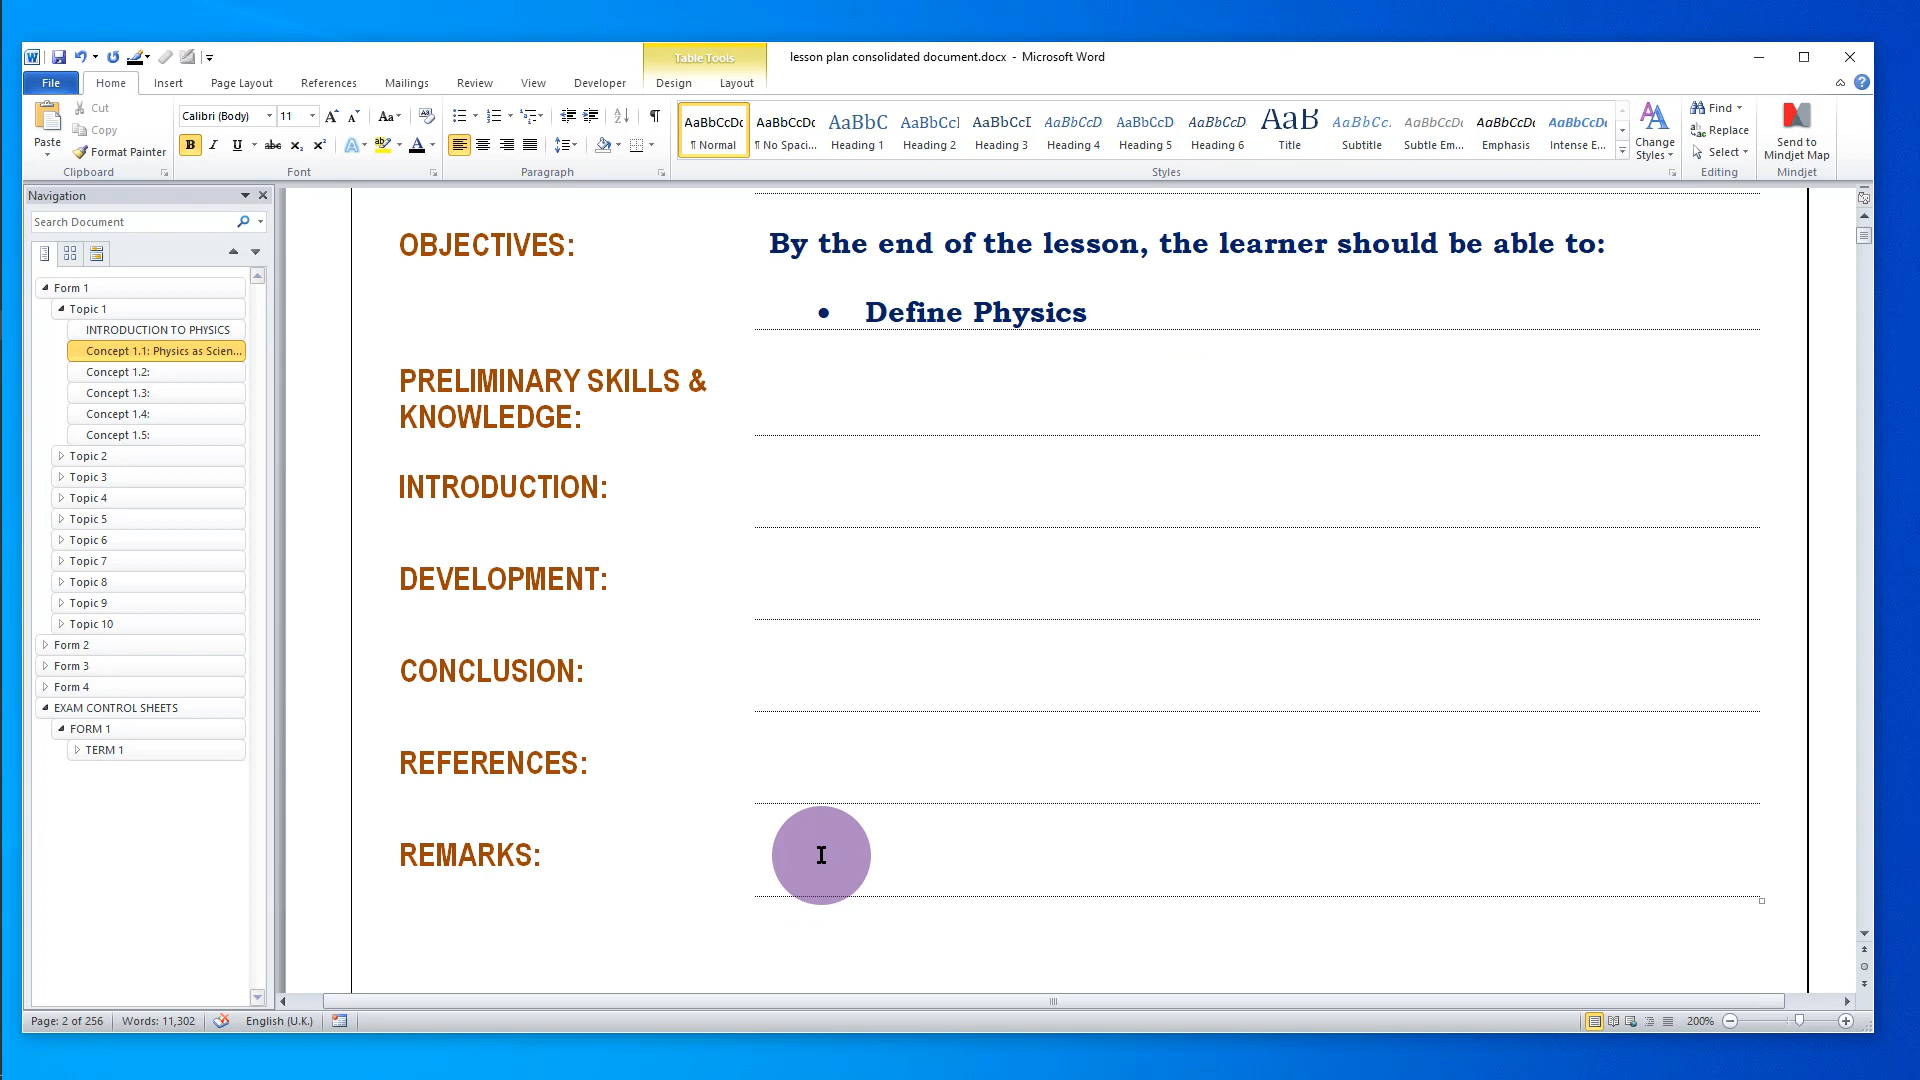 Table Tools
lesson plan consolidated document.docx - Microsoft Word
File Home Insert Page Layout References Mailings Review View Developer Design Layout
Paste
Cut
Copy
Format Painter
Clipboard
Calibri (Body) 11
Font
Paragraph
AaBbCcDc AaBbCcDc AaBbC AaBbCcI AaBbCcI AaBbCcD AaBbCcD AaBbCcD AaB AaBbCc. AaBbCcDc AaBbCcDc AaBbCcDc
¶ Normal ¶ No Spaci... Heading 1 Heading 2 Heading 3 Heading 4 Heading 5 Heading 6 Title Subtitle Subtle Em... Emphasis Intense E...
Styles
Change
Styles
Find
Replace
Select
Editing
Send to
Mindjet Map
Mindjet
Navigation
Search Document
Form 1
Topic 1
INTRODUCTION TO PHYSICS
Concept 1.1: Physics as Scien...
Concept 1.2:
Concept 1.3:
Concept 1.4:
Concept 1.5:
Topic 2
Topic 3
Topic 4
Topic 5
Topic 6
Topic 7
Topic 8
Topic 9
Topic 10
Form 2
Form 3
Form 4
EXAM CONTROL SHEETS
FORM 1
TERM 1
OBJECTIVES: By the end of the lesson, the learner should be able to:
• Define Physics
PRELIMINARY SKILLS &
KNOWLEDGE:
INTRODUCTION:
DEVELOPMENT:
CONCLUSION:
REFERENCES:
REMARKS:
Page: 2 of 256 Words: 11,302 English (U.K.) 200%